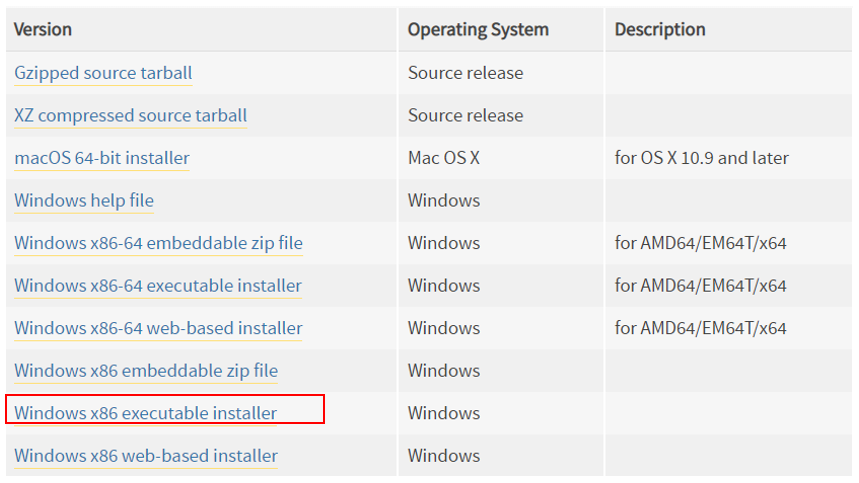 Version Operating System Description
Gzipped source tarball Source release
XZ compressed source tarball Source release
macOS 64-bit installer Mac OS X for OS X 10.9 and later
Windows help file Windows
Windows x86-64 embeddable zip file Windows for AMD64/EM64T/x64
Windows x86-64 executable installer Windows for AMD64/EM64T/x64
Windows x86-64 web-based installer Windows for AMD64/EM64T/x64
Windows x86 embeddable zip file Windows
Windows x86 executable installer Windows
Windows x86 web-based installer Windows